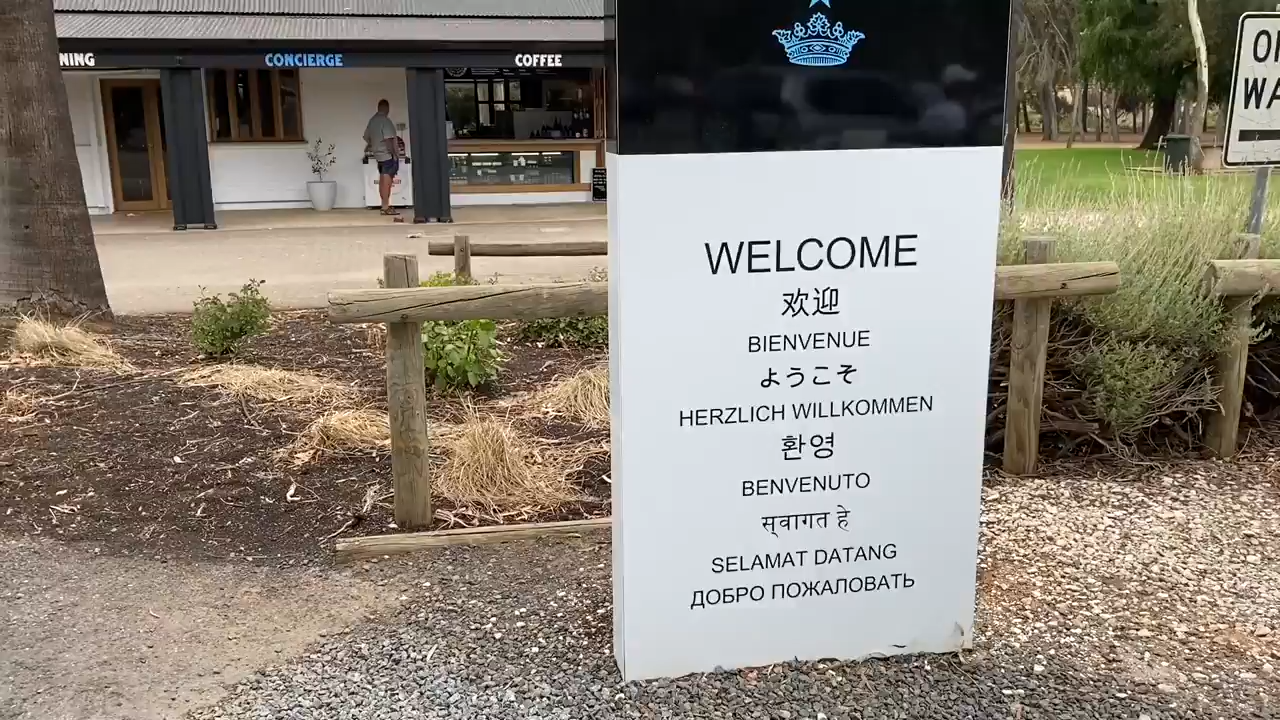 NING
CONCIERGE
COFFEE
WELCOME
欢迎
BIENVENUE
ようこそ
HERZLICH WILLKOMMEN
환영
BENVENUTO
स्वागत हे
SELAMAT DATANG
ДОБРО ПОЖАЛОВАТЬ